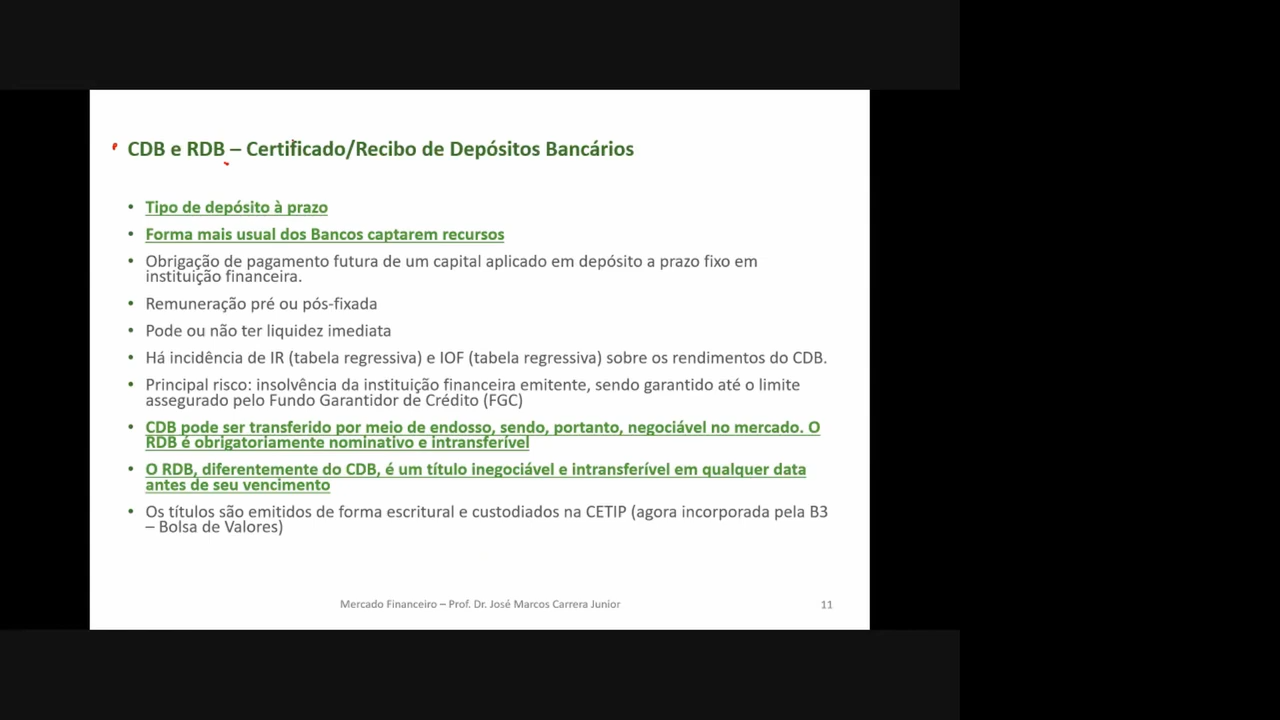 CDB e RDB – Certificado/Recibo de Depósitos Bancários
• Tipo de depósito à prazo
• Forma mais usual dos Bancos captarem recursos
• Obrigação de pagamento futura de um capital aplicado em depósito a prazo fixo em
instituição financeira.
• Remuneração pré ou pós-fixada
• Pode ou não ter liquidez imediata
• Há incidência de IR (tabela regressiva) e IOF (tabela regressiva) sobre os rendimentos do CDB.
• Principal risco: insolvência da instituição financeira emitente, sendo garantido até o limite
assegurado pelo Fundo Garantidor de Crédito (FGC)
• CDB pode ser transferido por meio de endosso, sendo, portanto, negociável no mercado. O
RDB é obrigatoriamente nominativo e intransferível
• O RDB, diferentemente do CDB, é um título inegociável e intransferível em qualquer data
antes de seu vencimento
• Os títulos são emitidos de forma escritural e custodiados na CETIP (agora incorporada pela B3
– Bolsa de Valores)
Mercado Financeiro – Prof. Dr. José Marcos Carrera Junior
11